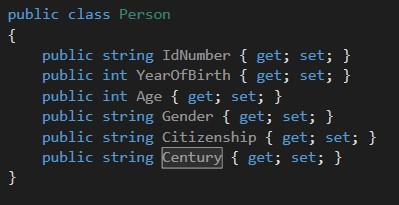 public class Person
{
public string IdNumber { get; set; }
public int YearOfBirth { get; set; }
public int Age { get; set; }
public string Gender { get; set; }
public string Citizenship { get; set; }
public string Century { get; set; }
}